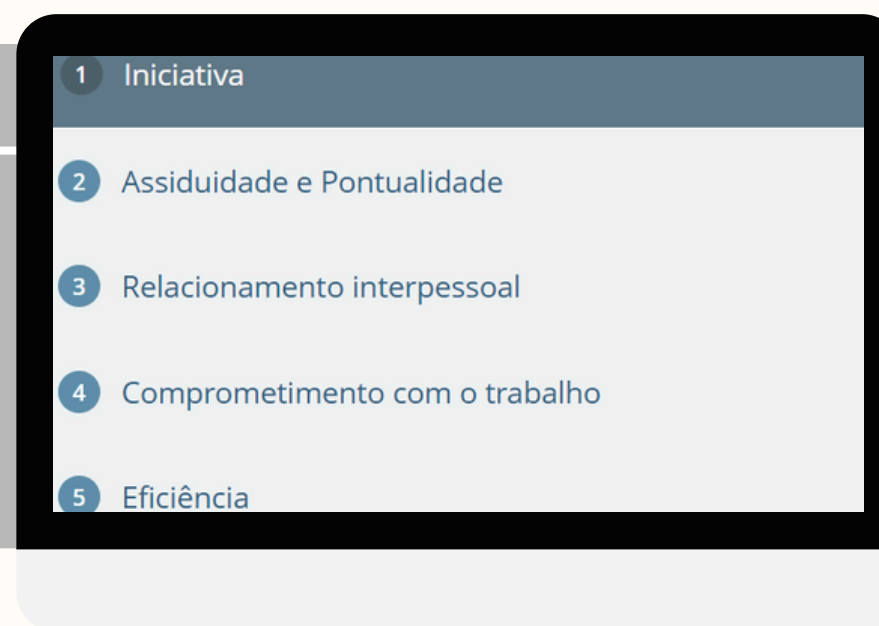 1 Iniciativa
2 Assiduidade e Pontualidade
3 Relacionamento interpessoal
4 Comprometimento com o trabalho
5 Eficiência